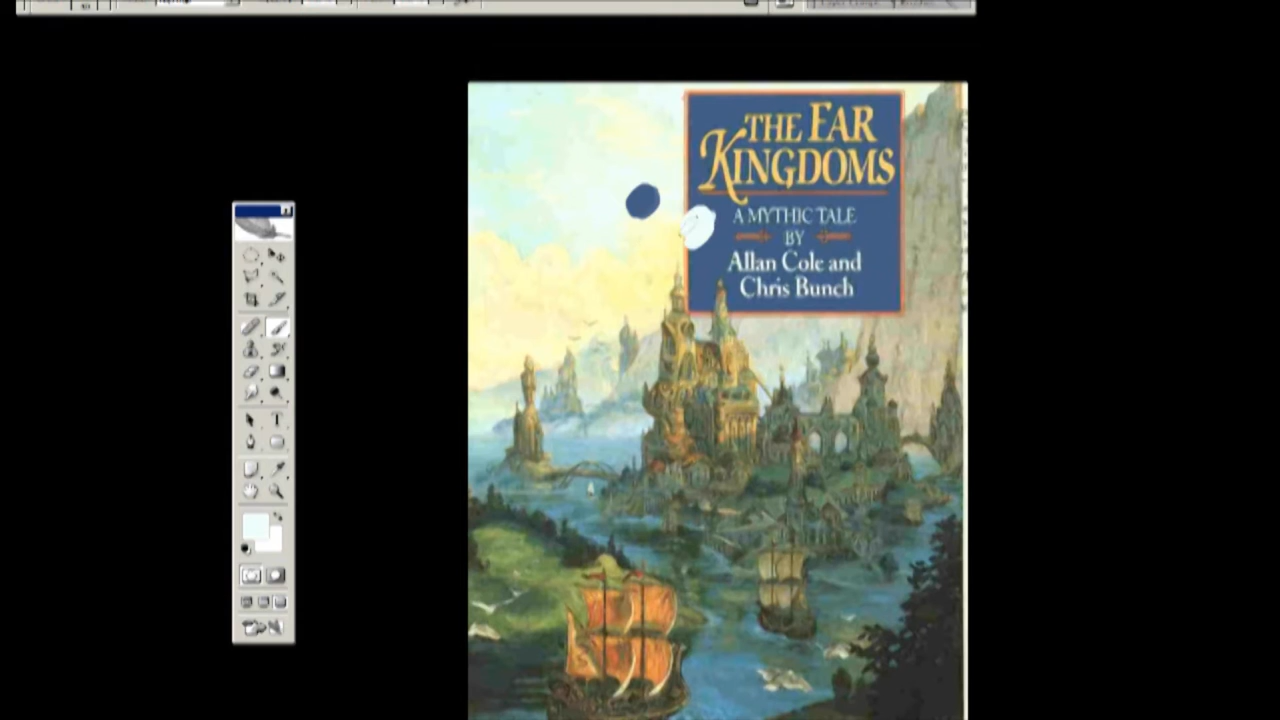 THE FAR
KINGDOMS
A MYTHIC TALE
BY
Allan Cole and
Chris Bunch